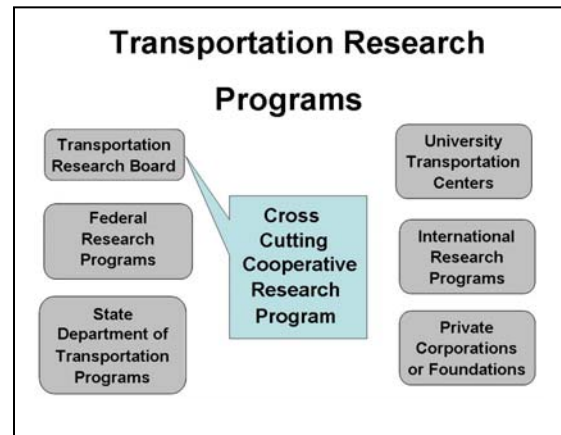 Transportation Research
Programs
Transportation
Research Board
Federal
Research
Programs
State
Department of
Transportation
Programs
Cross
Cutting
Cooperative
Research
Program
University
Transportation
Centers
International
Research
Programs
Private
Corporations
or Foundations